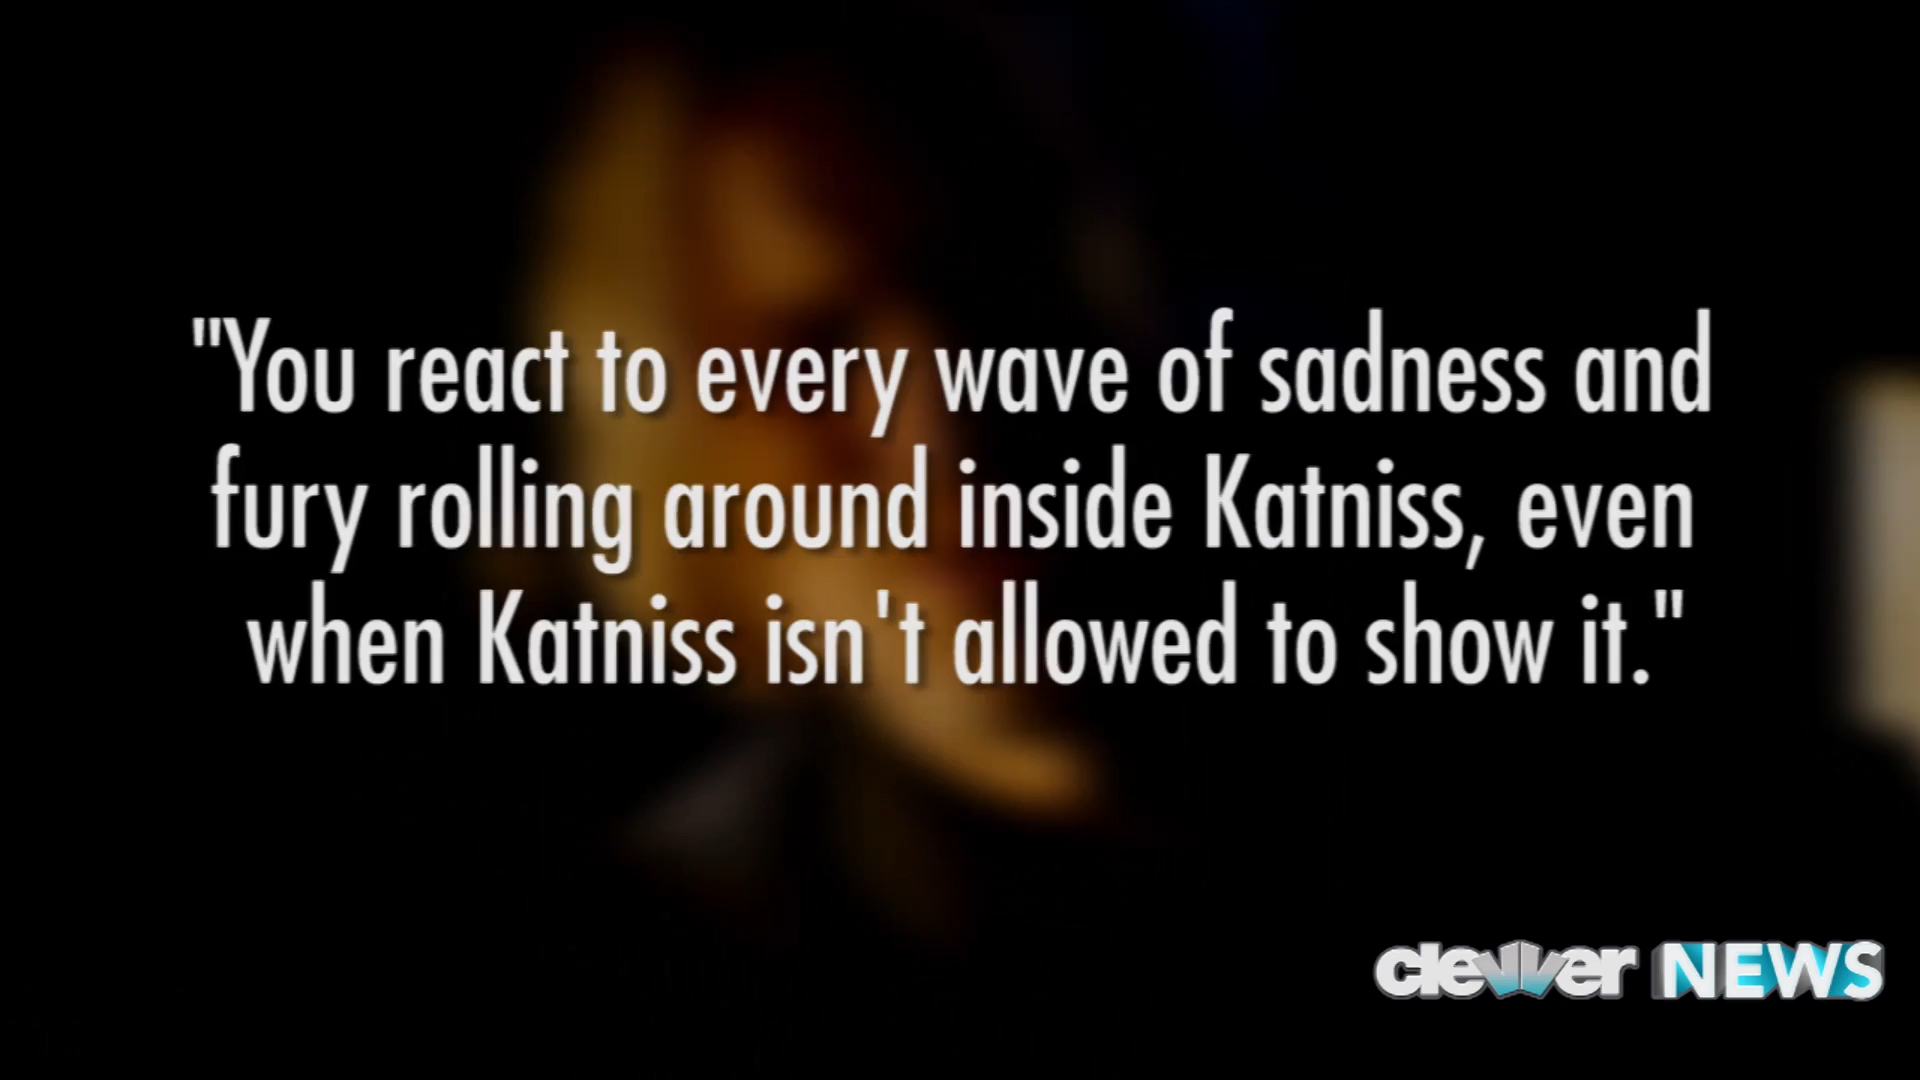 "You react to every wave of sadness and
fury rolling around inside Katniss, even
when Katniss isn't allowed to show it."
clevver NEWS